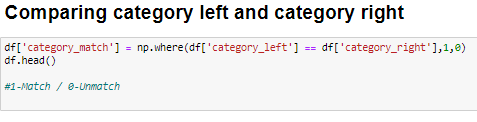 Comparing category left and category right
df['category_match'] = np.where(df['category_left'] == df['category_right'],1,0)
df.head()
#1-Match / 0-Unmatch